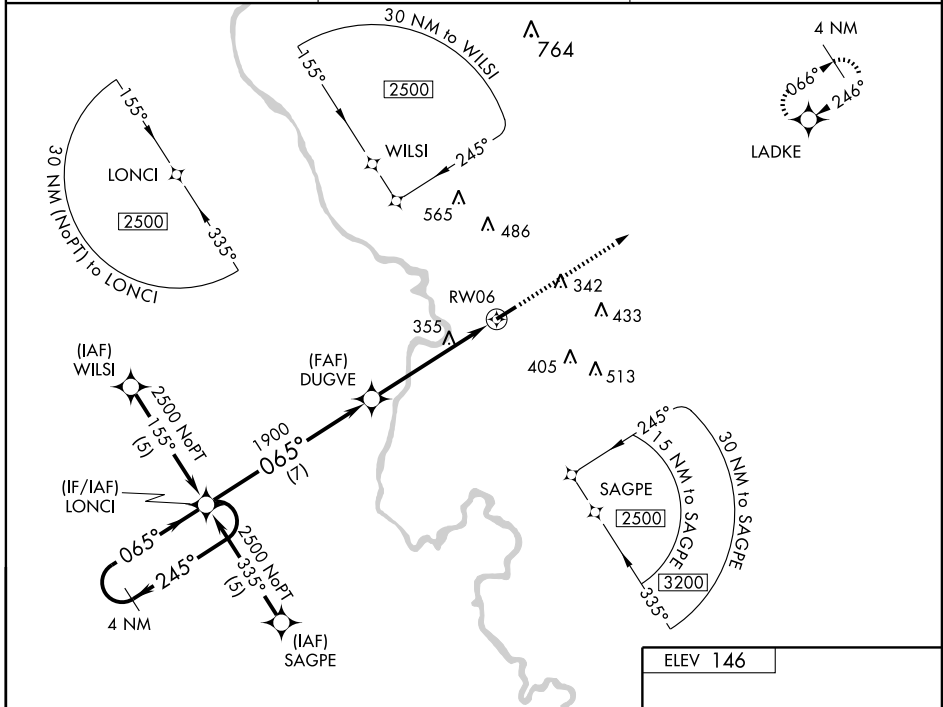 30 NM to WILSI
155°
2500
WILSI
245°
764
4 NM
066°
246°
LADKE
155°
LONCI
2500
335°
30 NM (NoPT) to LONCI
565
486
RW06
342
433
355
405
513
(FAF)
DUGVE
(IAF)
WILSI
2500 NoPT
155°
(5)
1900
065°
(7)
(IF/IAF)
LONCI
065°
245°
4 NM
2500 NoPT
335°
(5)
(IAF)
SAGPE
245°
15 NM to SAGPE
30 NM to SAGPE
SAGPE
2500
3200
335°
ELEV 146